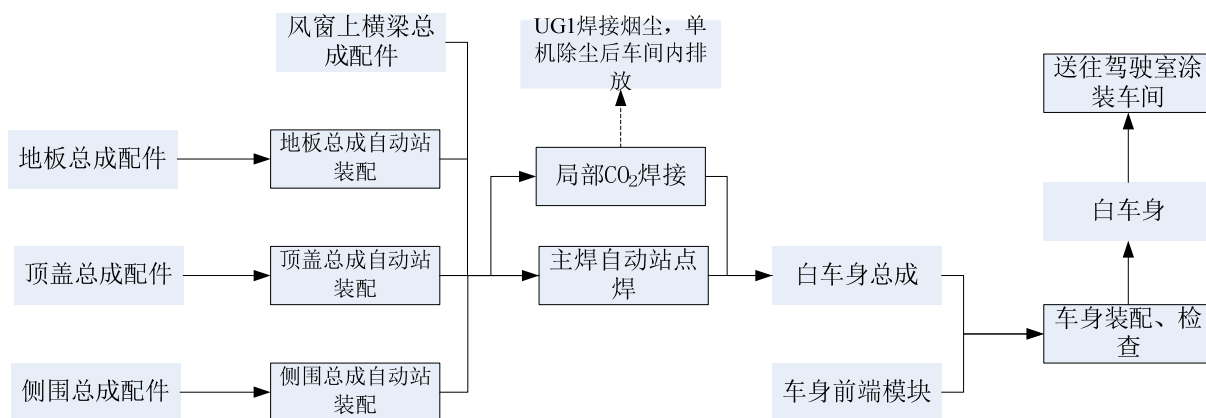 风窗上横梁总
成配件
UG1焊接烟尘，单
机除尘后车间内排
放
送往驾驶室涂
装车间
地板总成配件
地板总成自动站
装配
局部CO₂焊接
白车身
顶盖总成配件
顶盖总成自动站
装配
主焊自动站点
焊
白车身总成
车身装配、检
查
侧围总成配件
侧围总成自动站
装配
车身前端模块